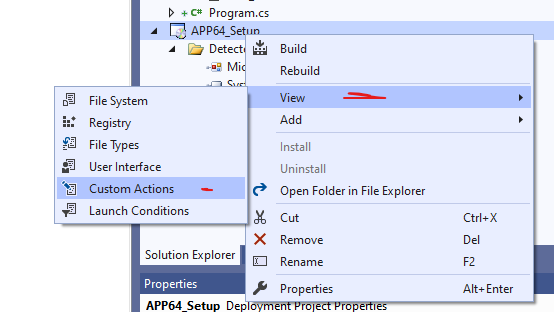 Program.cs
APP64_Setup
Detecte
Mic
Sys
Build
Rebuild
View
Add
Install
Uninstall
Open Folder in File Explorer
Cut Ctrl+X
Remove Del
Rename F2
Properties Alt+Enter
File System
Registry
File Types
User Interface
Custom Actions
Launch Conditions
Solution Explorer
Properties
APP64_Setup Deployment Project Properties